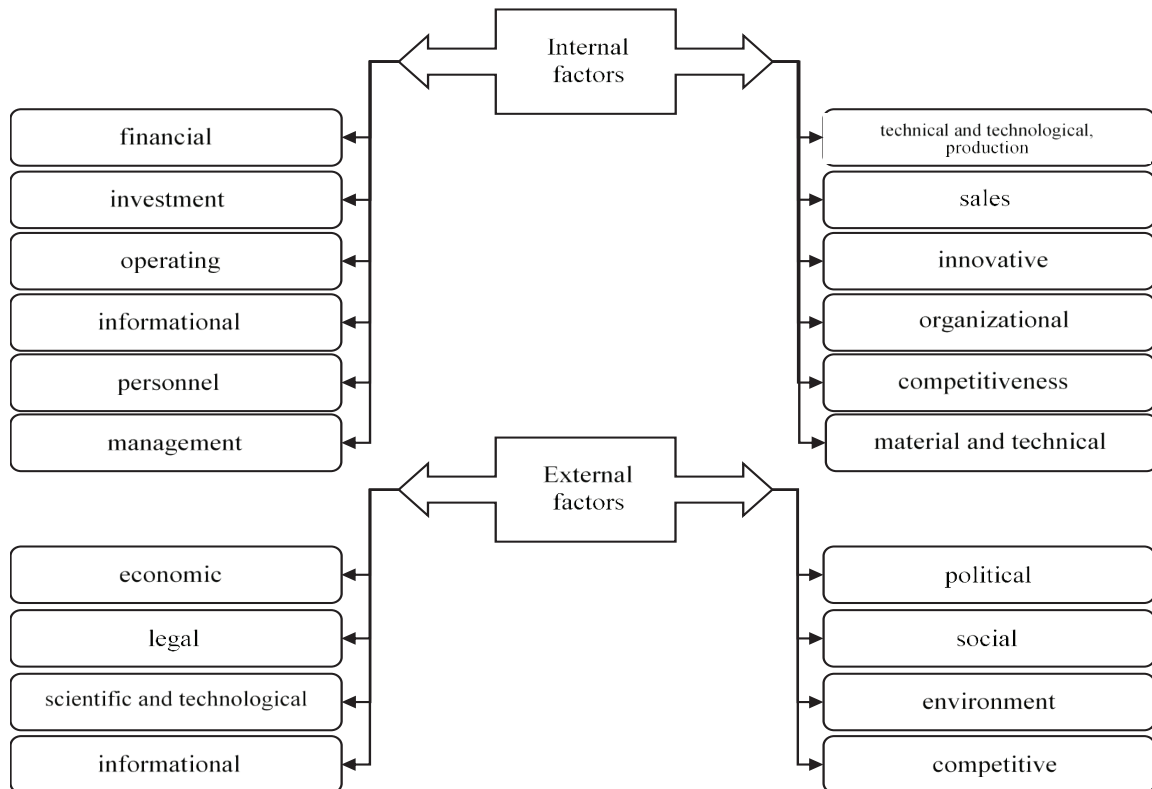 Internal
factors
financial
investment
operating
informational
personnel
management
technical and technological,
production
sales
innovative
organizational
competitiveness
material and technical
External
factors
economic
legal
scientific and technological
informational
political
social
environment
competitive